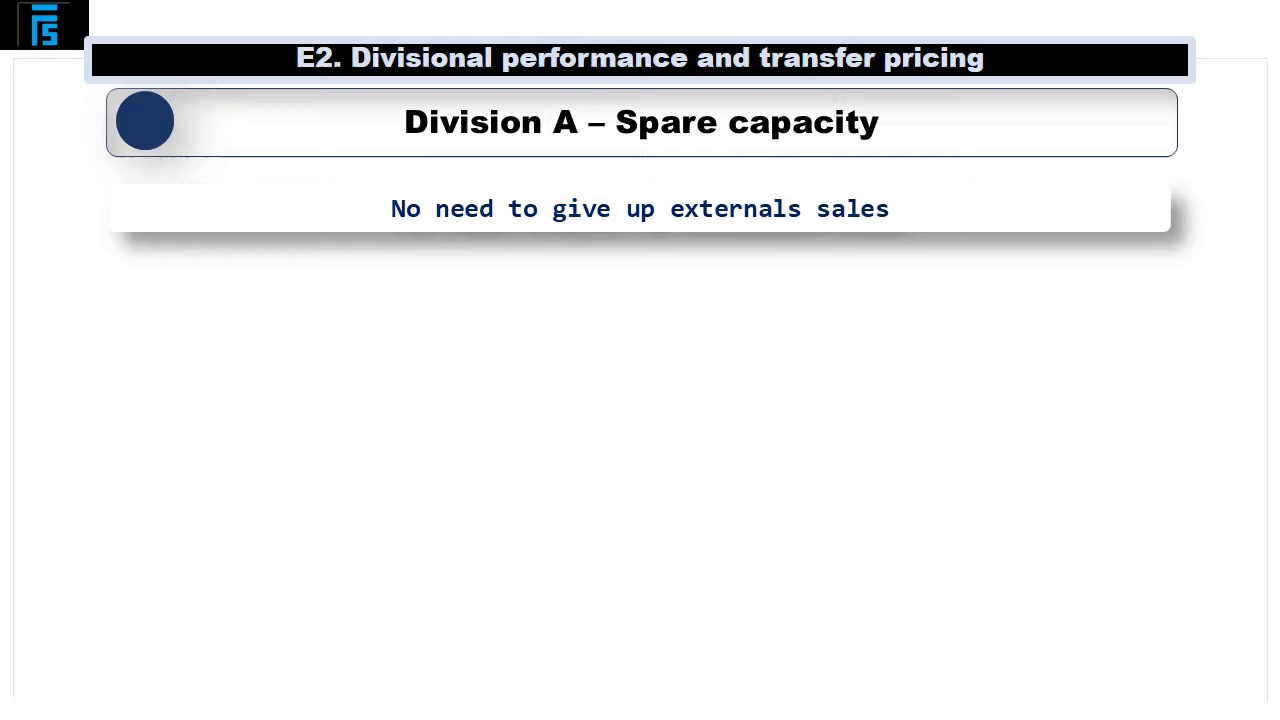 E2. Divisional performance and transfer pricing
Division A – Spare capacity
No need to give up externals sales